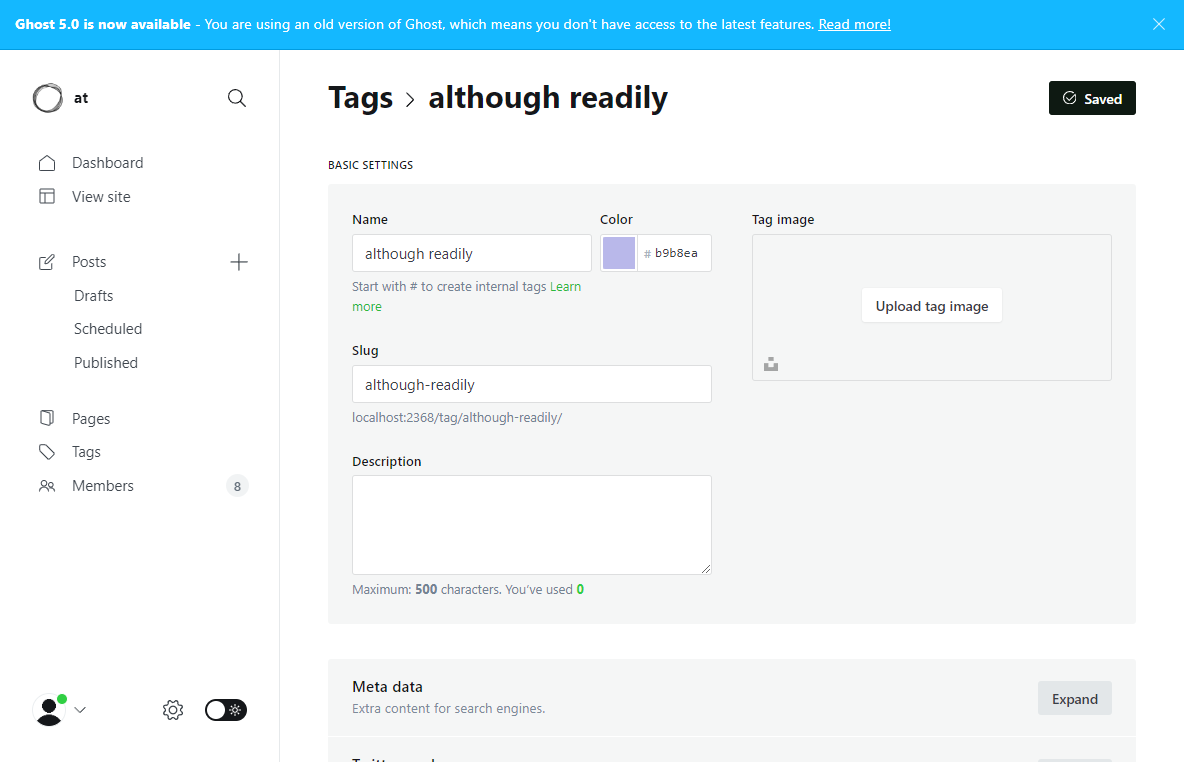 Ghost 5.0 is now available - You are using an old version of Ghost, which means you don't have access to the latest features. Read more!
at
Dashboard
View site
Posts
Drafts
Scheduled
Published
Pages
Tags
Members 8
Tags > although readily
Saved
BASIC SETTINGS
Name
although readily
Start with # to create internal tags Learn
more
Color
# b9b8ea
Slug
although-readily
localhost:2368/tag/although-readily/
Description
Maximum: 500 characters. You've used 0
Tag image
Upload tag image
Meta data
Extra content for search engines.
Expand